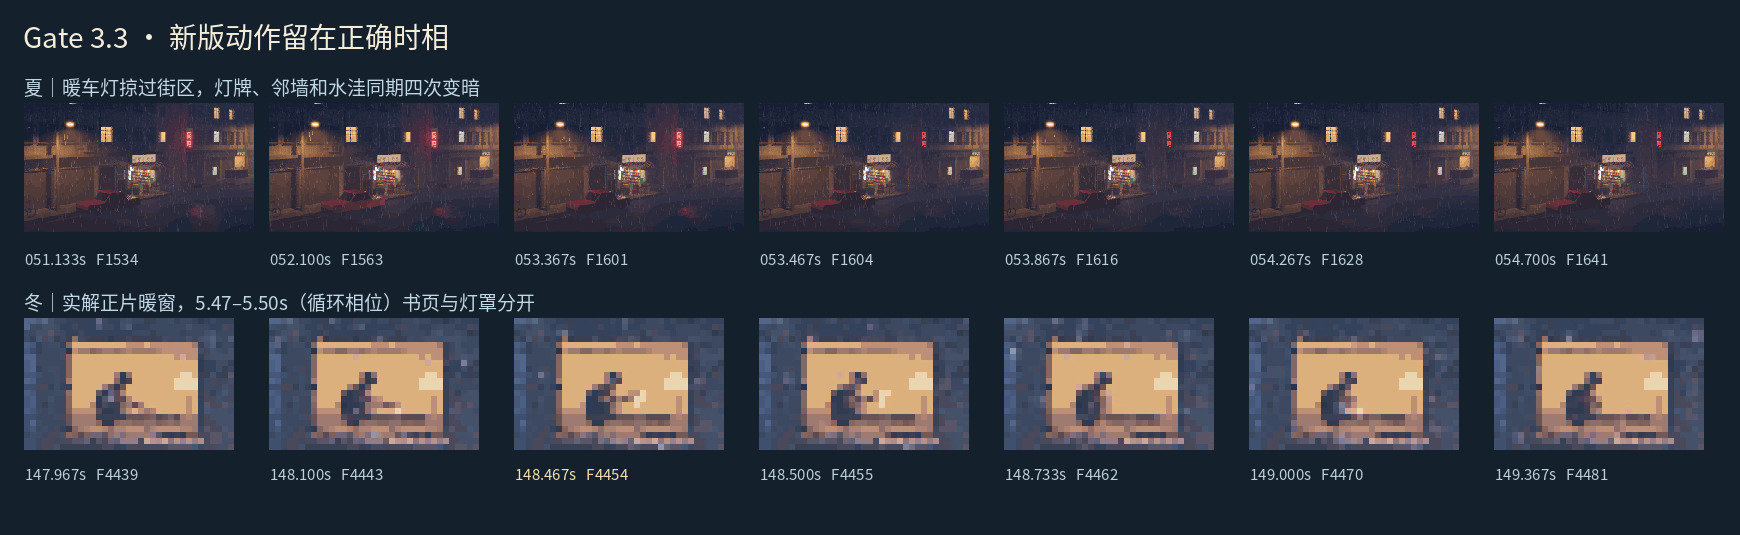 Gate 3.3 · 新版动作留在正确时相
夏｜暖车灯掠过街区，灯牌、邻墙和水洼同期四次变暗
051.133s F1534
052.100s F1563
053.367s F1601
053.467s F1604
053.867s F1616
054.267s F1628
054.700s F1641
冬｜实解正片暖窗，5.47–5.50s（循环相位）书页与灯罩分开
147.967s F4439
148.100s F4443
148.467s F4454
148.500s F4455
148.733s F4462
149.000s F4470
149.367s F4481